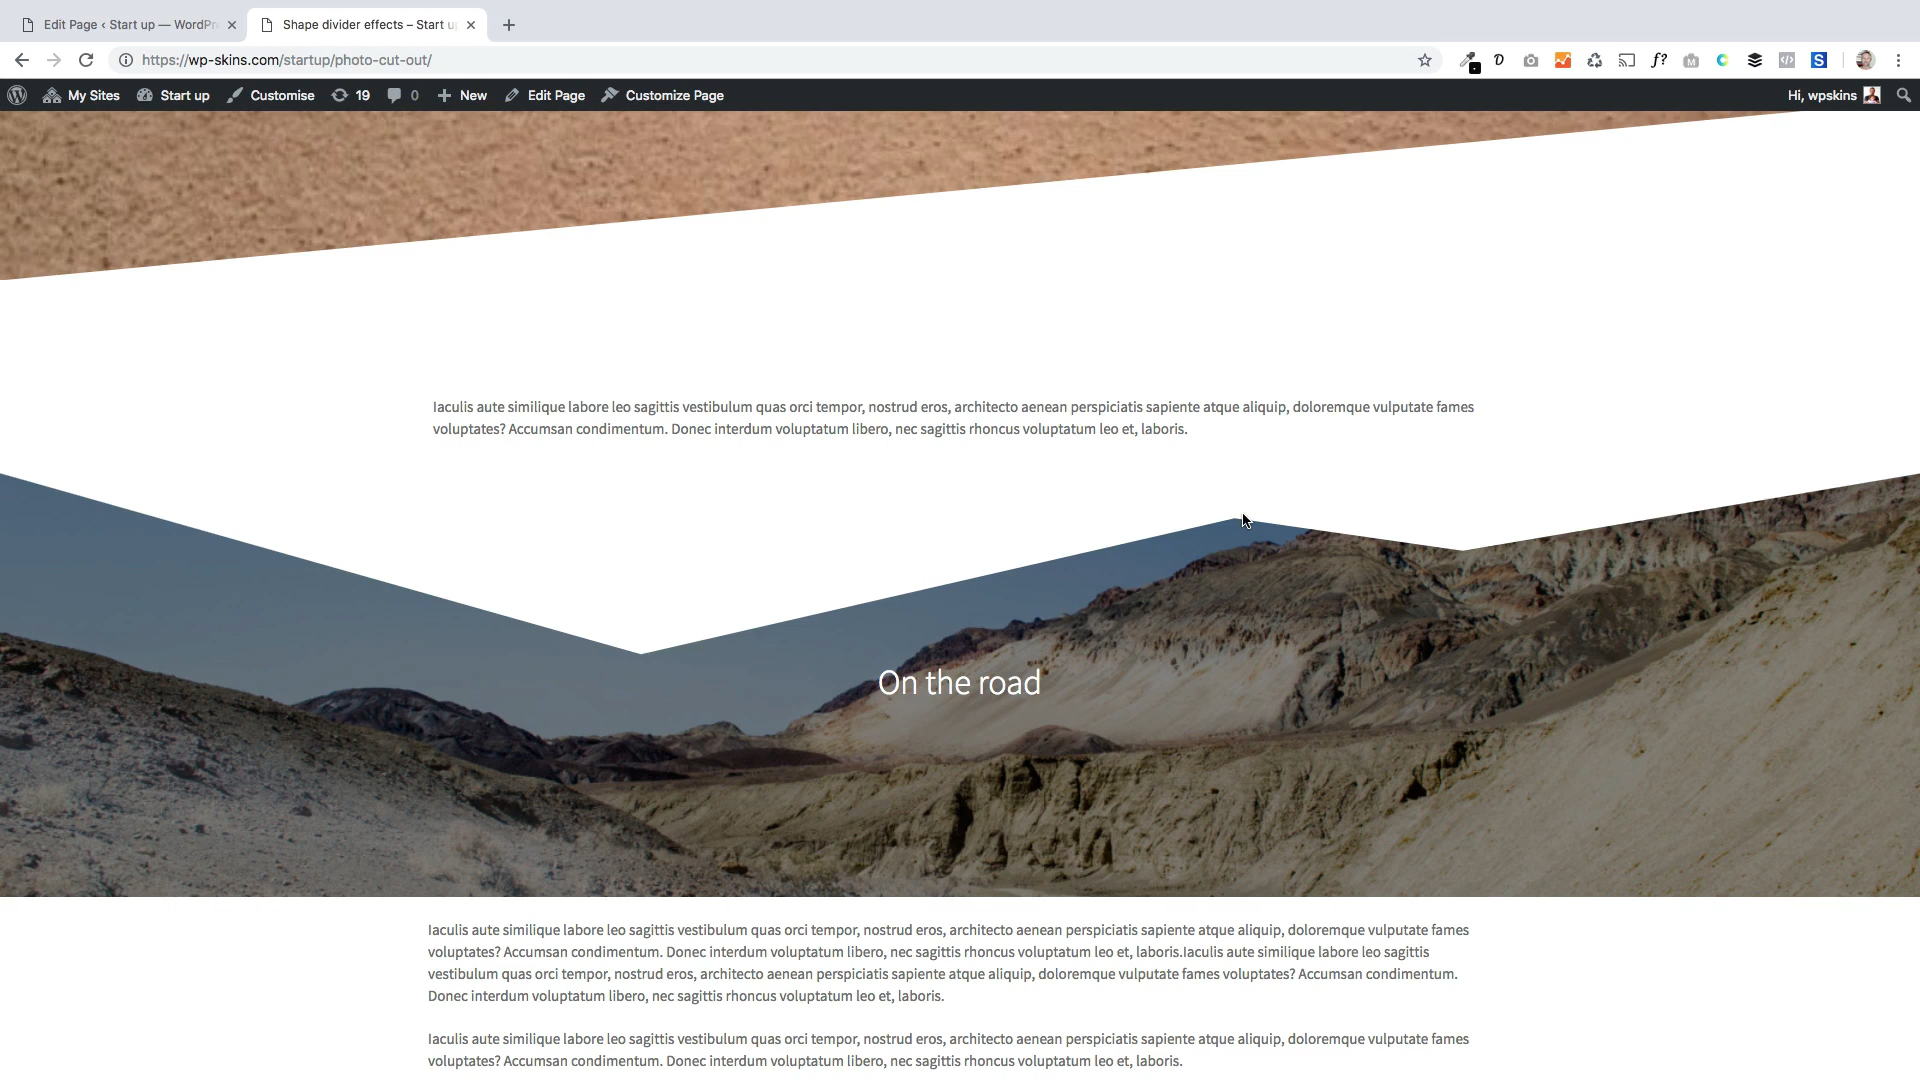 Edit Page ‹ Start up — WordPr
Shape divider effects – Start u
https://wp-skins.com/startup/photo-cut-out/
My Sites
Start up
Customise
19
0
New
Edit Page
Customize Page
Hi, wpskins
Iaculis aute similique labore leo sagittis vestibulum quas orci tempor, nostrud eros, architecto aenean perspiciatis sapiente atque aliquip, doloremque vulputate fames
voluptates? Accumsan condimentum. Donec interdum voluptatum libero, nec sagittis rhoncus voluptatum leo et, laboris.
On the road
Iaculis aute similique labore leo sagittis vestibulum quas orci tempor, nostrud eros, architecto aenean perspiciatis sapiente atque aliquip, doloremque vulputate fames
voluptates? Accumsan condimentum. Donec interdum voluptatum libero, nec sagittis rhoncus voluptatum leo et, laboris.Iaculis aute similique labore leo sagittis
vestibulum quas orci tempor, nostrud eros, architecto aenean perspiciatis sapiente atque aliquip, doloremque vulputate fames voluptates? Accumsan condimentum.
Donec interdum voluptatum libero, nec sagittis rhoncus voluptatum leo et, laboris.
Iaculis aute similique labore leo sagittis vestibulum quas orci tempor, nostrud eros, architecto aenean perspiciatis sapiente atque aliquip, doloremque vulputate fames
voluptates? Accumsan condimentum. Donec interdum voluptatum libero, nec sagittis rhoncus voluptatum leo et, laboris.